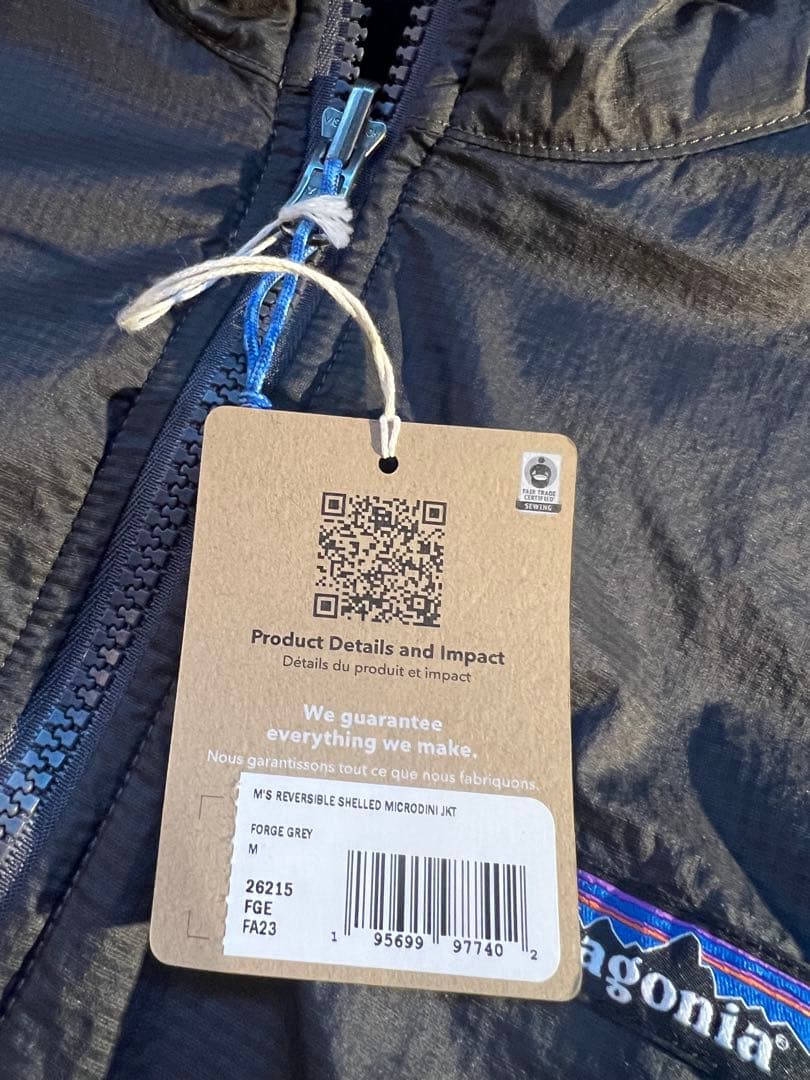 FAIR TRADE
CERTIFIED
SEWING
Product Details and Impact
Détails du produit et impact
We guarantee
everything we make.
Nous garantissons tout ce que nous fabriquons.
M'S REVERSIBLE SHELLED MICRODINI JKT
FORGE GREY
M
26215
FGE
FA23
1 95699 97740 2
agonia®